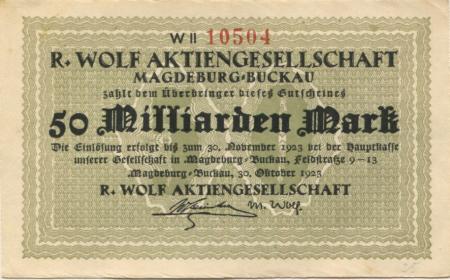 W II 10504
R. WOLF AKTIENGESELLSCHAFT
MAGDEBURG-BUCKAU
zahlt dem Überbringer dieses Gutscheines
50 Milliarden Mark
Die Einlösung erfolgt bis zum 30. November 1923 bei der Hauptkasse
unserer Gesellschaft in Magdeburg-Buckau, Feldstraße 9-13
Magdeburg-Buckau, 30. Oktober 1923
R. WOLF AKTIENGESELLSCHAFT
M. Wolf.